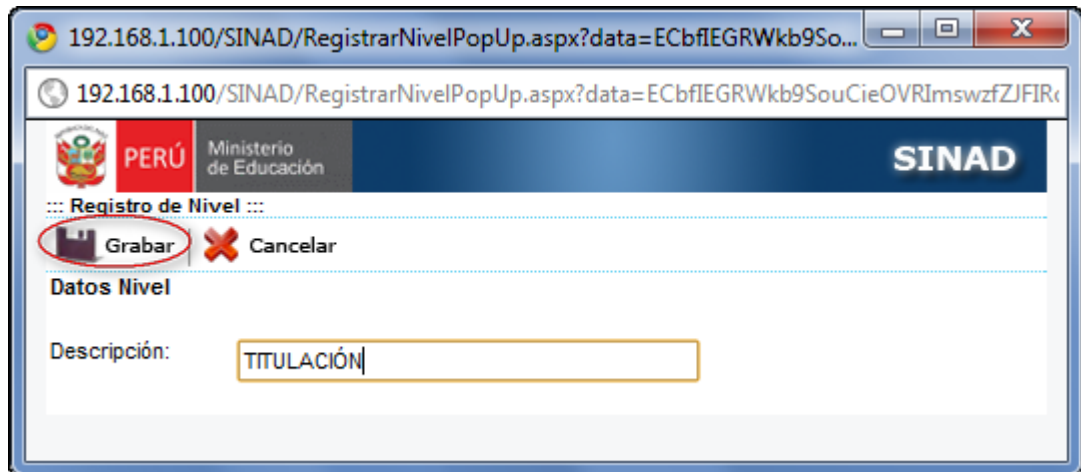 192.168.1.100/SINAD/RegistrarNivelPopUp.aspx?data=ECbfIEGRWkb9So...
192.168.1.100/SINAD/RegistrarNivelPopUp.aspx?data=ECbfIEGRWkb9SouCieOVRImswzfZJFIR
PERÚ
Ministerio
de Educación
SINAD
::: Registro de Nivel :::
Grabar
Cancelar
Datos Nivel
Descripción:
TITULACIÓN